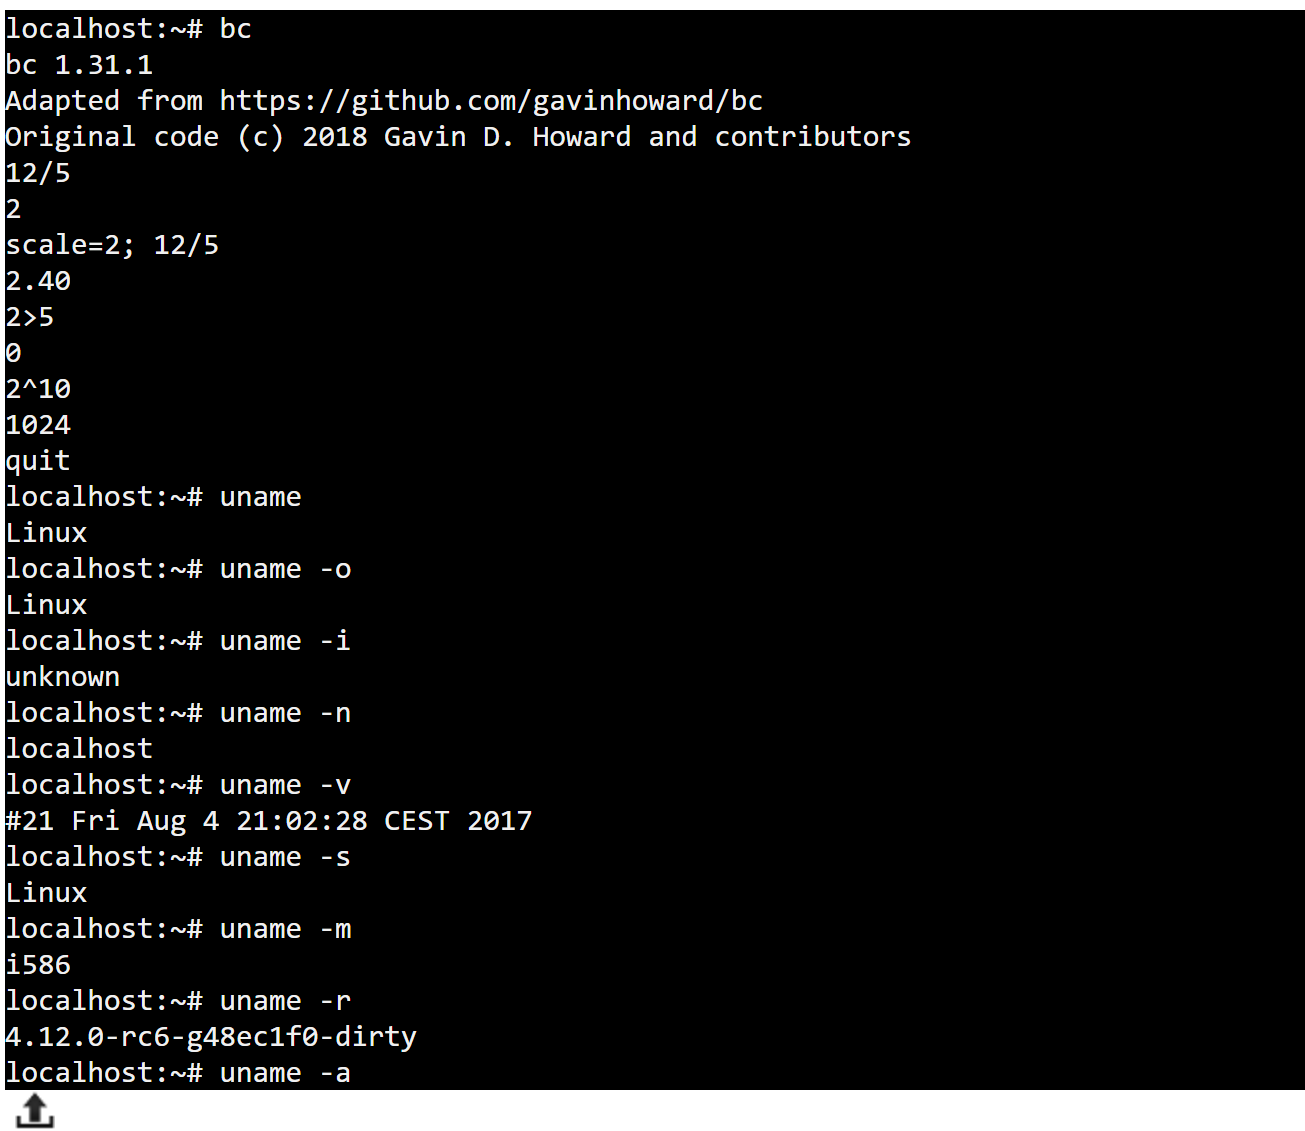 localhost:~# bc
bc 1.31.1
Adapted from https://github.com/gavinhoward/bc
Original code (c) 2018 Gavin D. Howard and contributors
12/5
2
scale=2; 12/5
2.40
2>5
0
2^10
1024
quit
localhost:~# uname
Linux
localhost:~# uname -o
Linux
localhost:~# uname -i
unknown
localhost:~# uname -n
localhost
localhost:~# uname -v
#21 Fri Aug 4 21:02:28 CEST 2017
localhost:~# uname -s
Linux
localhost:~# uname -m
i586
localhost:~# uname -r
4.12.0-rc6-g48ec1f0-dirty
localhost:~# uname -a